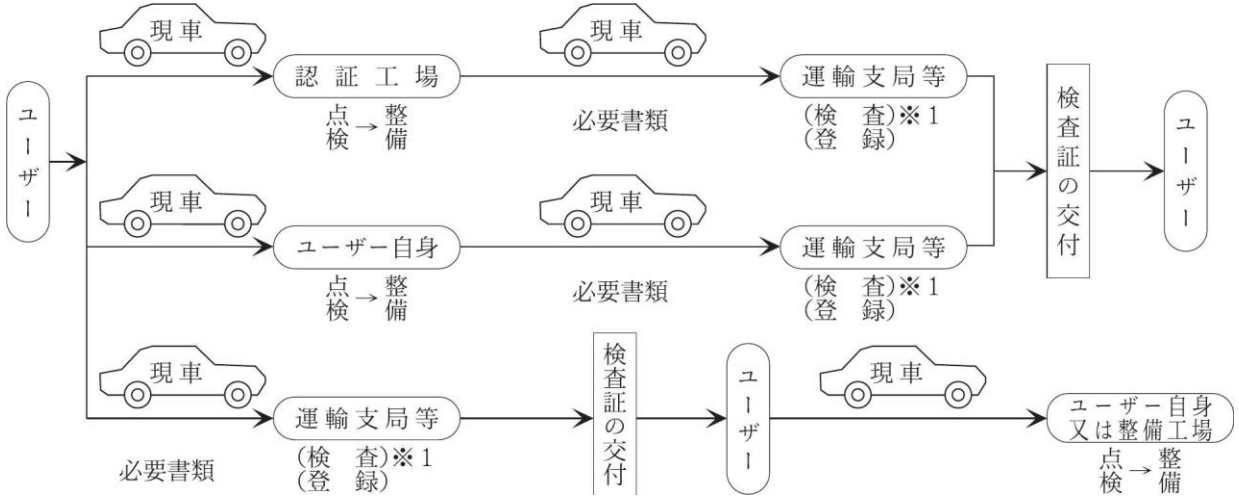 ユーザー
現車
認証工場
点検→整備
現車
必要書類
運輸支局等
(検 査)※1
(登 録)
現車
ユーザー自身
点検→整備
現車
必要書類
運輸支局等
(検 査)※1
(登 録)
検査証の交付
ユーザー
現車
必要書類
運輸支局等
(検 査)※1
(登 録)
検査証の交付
ユーザー
現車
ユーザー自身
又は整備工場
点検→整備